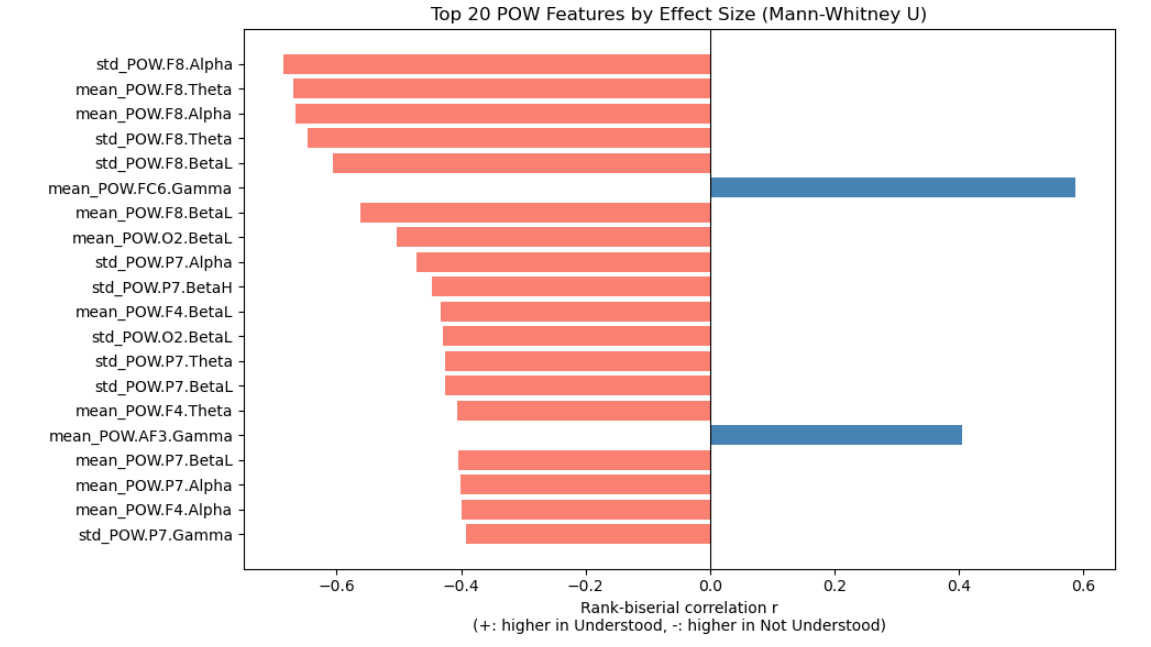 Top 20 POW Features by Effect Size (Mann-Whitney U)
std_POW.F8.Alpha
mean_POW.F8.Theta
mean_POW.F8.Alpha
std_POW.F8.Theta
std_POW.F8.BetaL
mean_POW.FC6.Gamma
mean_POW.F8.BetaL
mean_POW.O2.BetaL
std_POW.P7.Alpha
std_POW.P7.BetaH
mean_POW.F4.BetaL
std_POW.O2.BetaL
std_POW.P7.Theta
std_POW.P7.BetaL
mean_POW.F4.Theta
mean_POW.AF3.Gamma
mean_POW.P7.BetaL
mean_POW.P7.Alpha
mean_POW.F4.Alpha
std_POW.P7.Gamma
−0.6 −0.4 −0.2 0.0 0.2 0.4 0.6
Rank-biserial correlation r
(+: higher in Understood, -: higher in Not Understood)